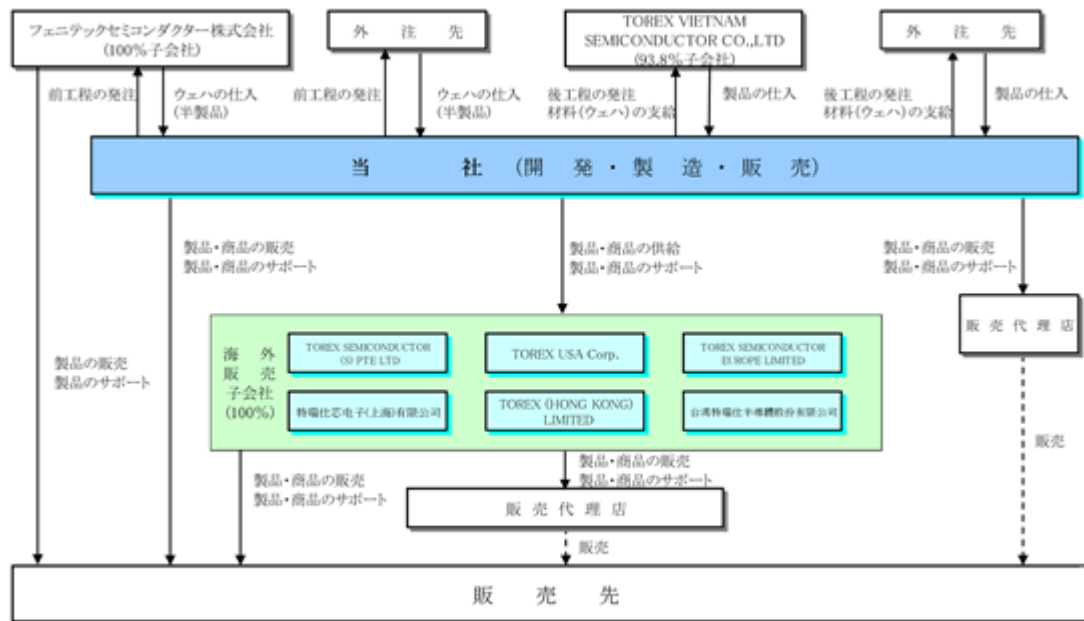 フェニテックセミコンダクター株式会社
(100%子会社)
外 注 先
TOREX VIETNAM
SEMICONDUCTOR CO.,LTD
(93.8%子会社)
外 注 先
前工程の発注
ウェハの仕入
(半製品)
前工程の発注
ウェハの仕入
(半製品)
後工程の発注
材料(ウェハ)の支給
製品の仕入
後工程の発注
材料(ウェハ)の支給
製品の仕入
当 社 (開 発 ・ 製 造 ・ 販 売)
製品・商品の販売
製品・商品のサポート
製品・商品の供給
製品・商品のサポート
製品・商品の販売
製品・商品のサポート
販 売 代 理 店
製品の販売
製品のサポート
海 外
販 売
子会社
(100%)
TOREX SEMICONDUCTOR
(S) PTE LTD
TOREX USA Corp.
TOREX SEMICONDUCTOR
EUROPE LIMITED
特瑞仕芯电子(上海)有限公司
TOREX (HONG KONG)
LIMITED
台湾特瑞仕半導體股份有限公司
販売
製品・商品の販売
製品・商品のサポート
製品・商品の販売
製品・商品のサポート
販 売 代 理 店
販売
販 売 先